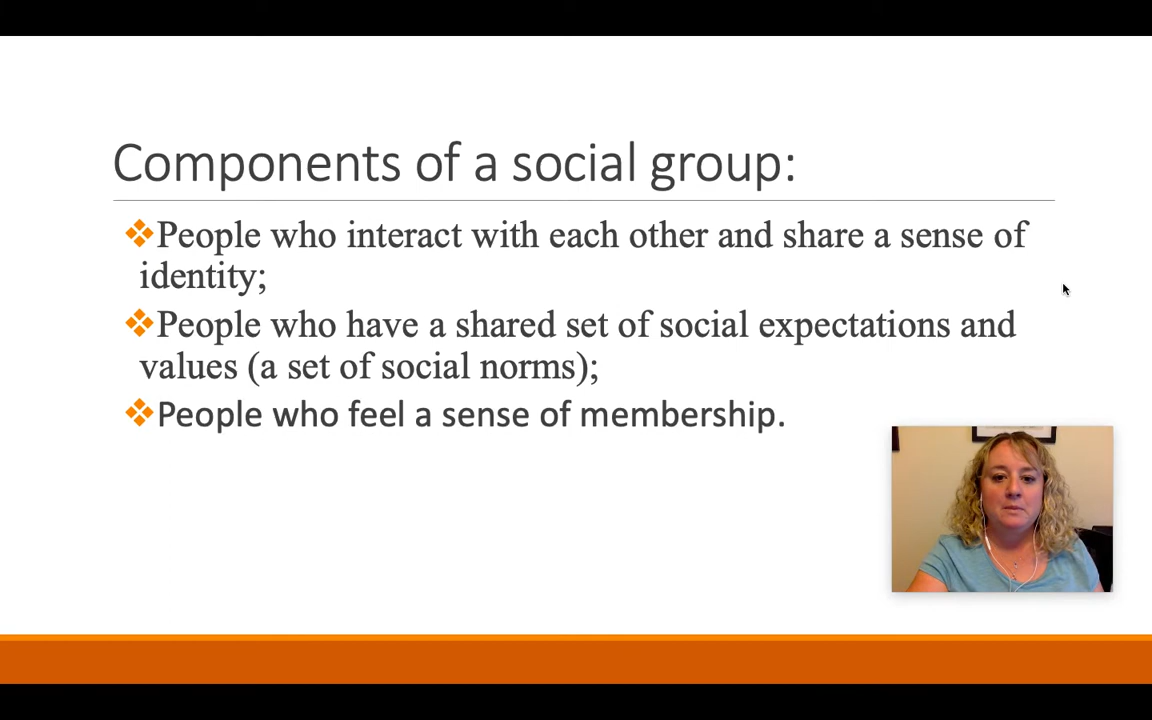 Components of a social group:
❖People who interact with each other and share a sense of
identity;
❖People who have a shared set of social expectations and
values (a set of social norms);
❖People who feel a sense of membership.